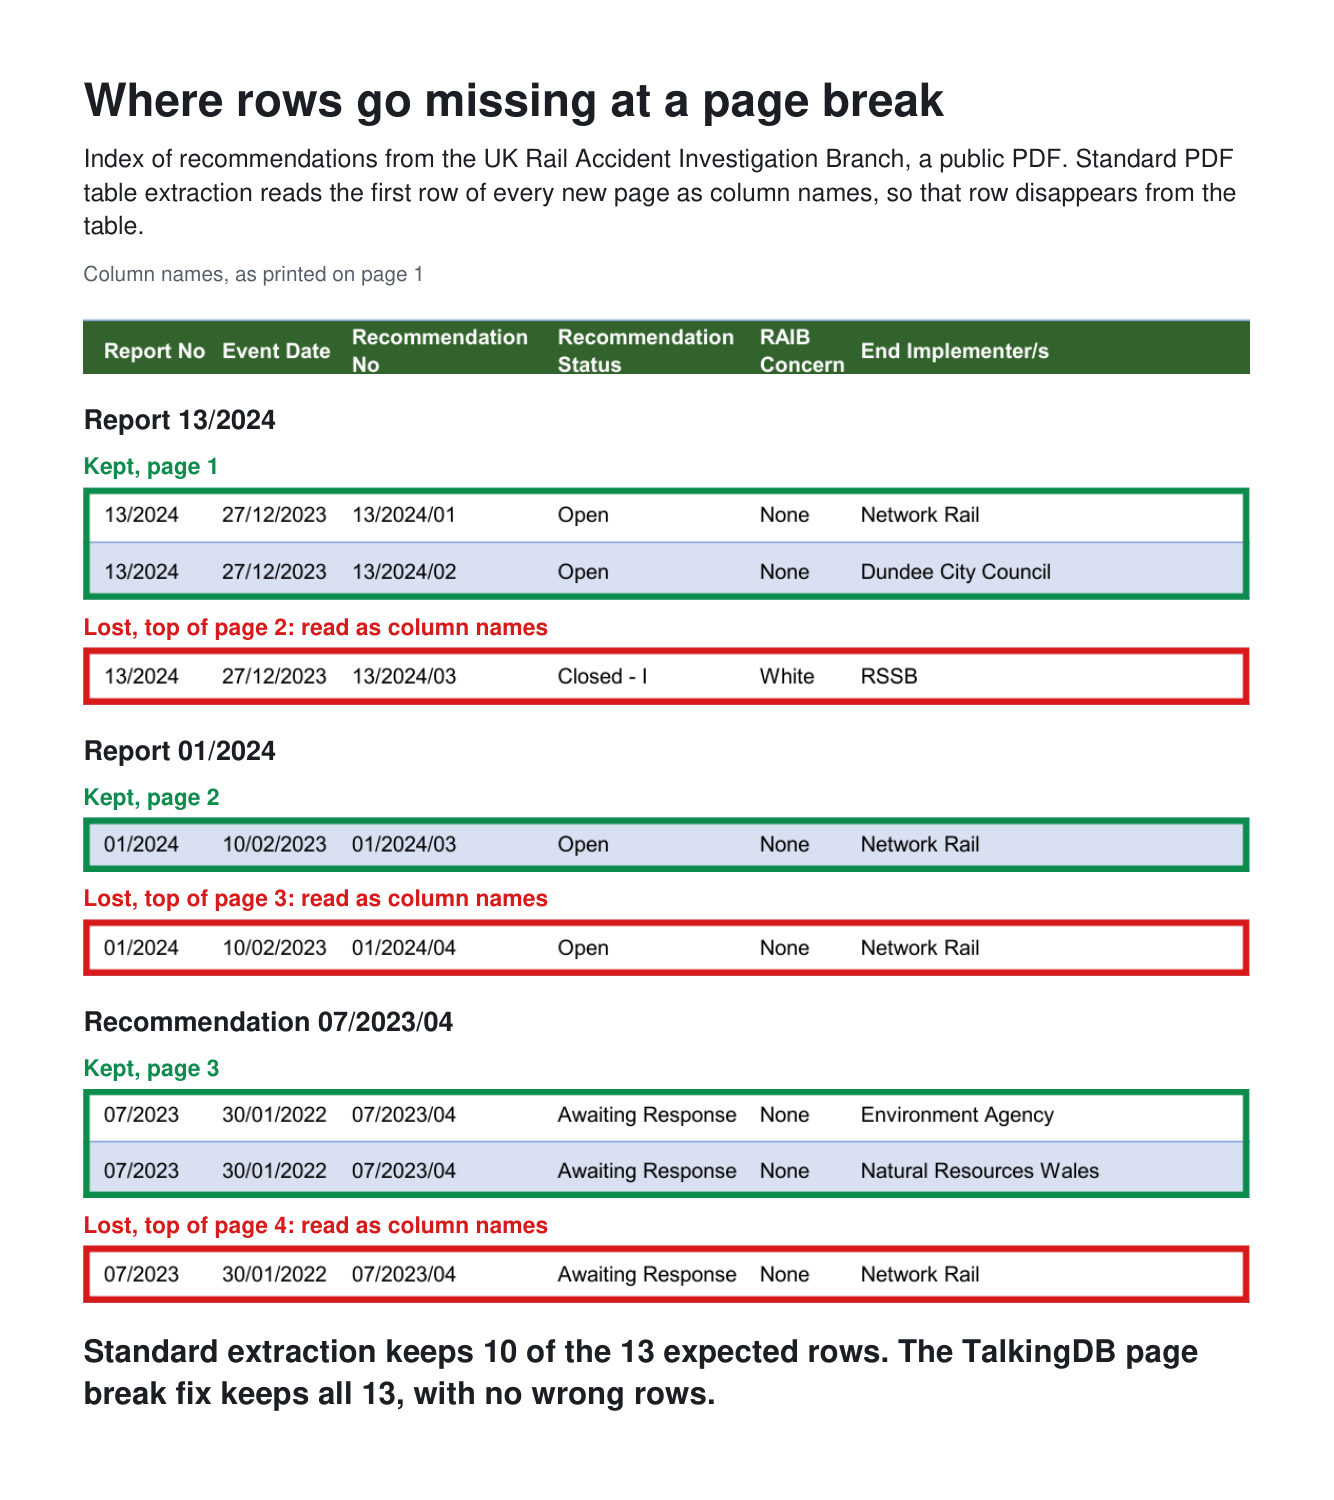 Where rows go missing at a page break
Index of recommendations from the UK Rail Accident Investigation Branch, a public PDF. Standard PDF
table extraction reads the first row of every new page as column names, so that row disappears from the
table.
Column names, as printed on page 1
Report No Event Date Recommendation No Recommendation Status RAIB Concern End Implementer/s
Report 13/2024
Kept, page 1
13/2024 27/12/2023 13/2024/01 Open None Network Rail
13/2024 27/12/2023 13/2024/02 Open None Dundee City Council
Lost, top of page 2: read as column names
13/2024 27/12/2023 13/2024/03 Closed - I White RSSB
Report 01/2024
Kept, page 2
01/2024 10/02/2023 01/2024/03 Open None Network Rail
Lost, top of page 3: read as column names
01/2024 10/02/2023 01/2024/04 Open None Network Rail
Recommendation 07/2023/04
Kept, page 3
07/2023 30/01/2022 07/2023/04 Awaiting Response None Environment Agency
07/2023 30/01/2022 07/2023/04 Awaiting Response None Natural Resources Wales
Lost, top of page 4: read as column names
07/2023 30/01/2022 07/2023/04 Awaiting Response None Network Rail
Standard extraction keeps 10 of the 13 expected rows. The TalkingDB page
break fix keeps all 13, with no wrong rows.